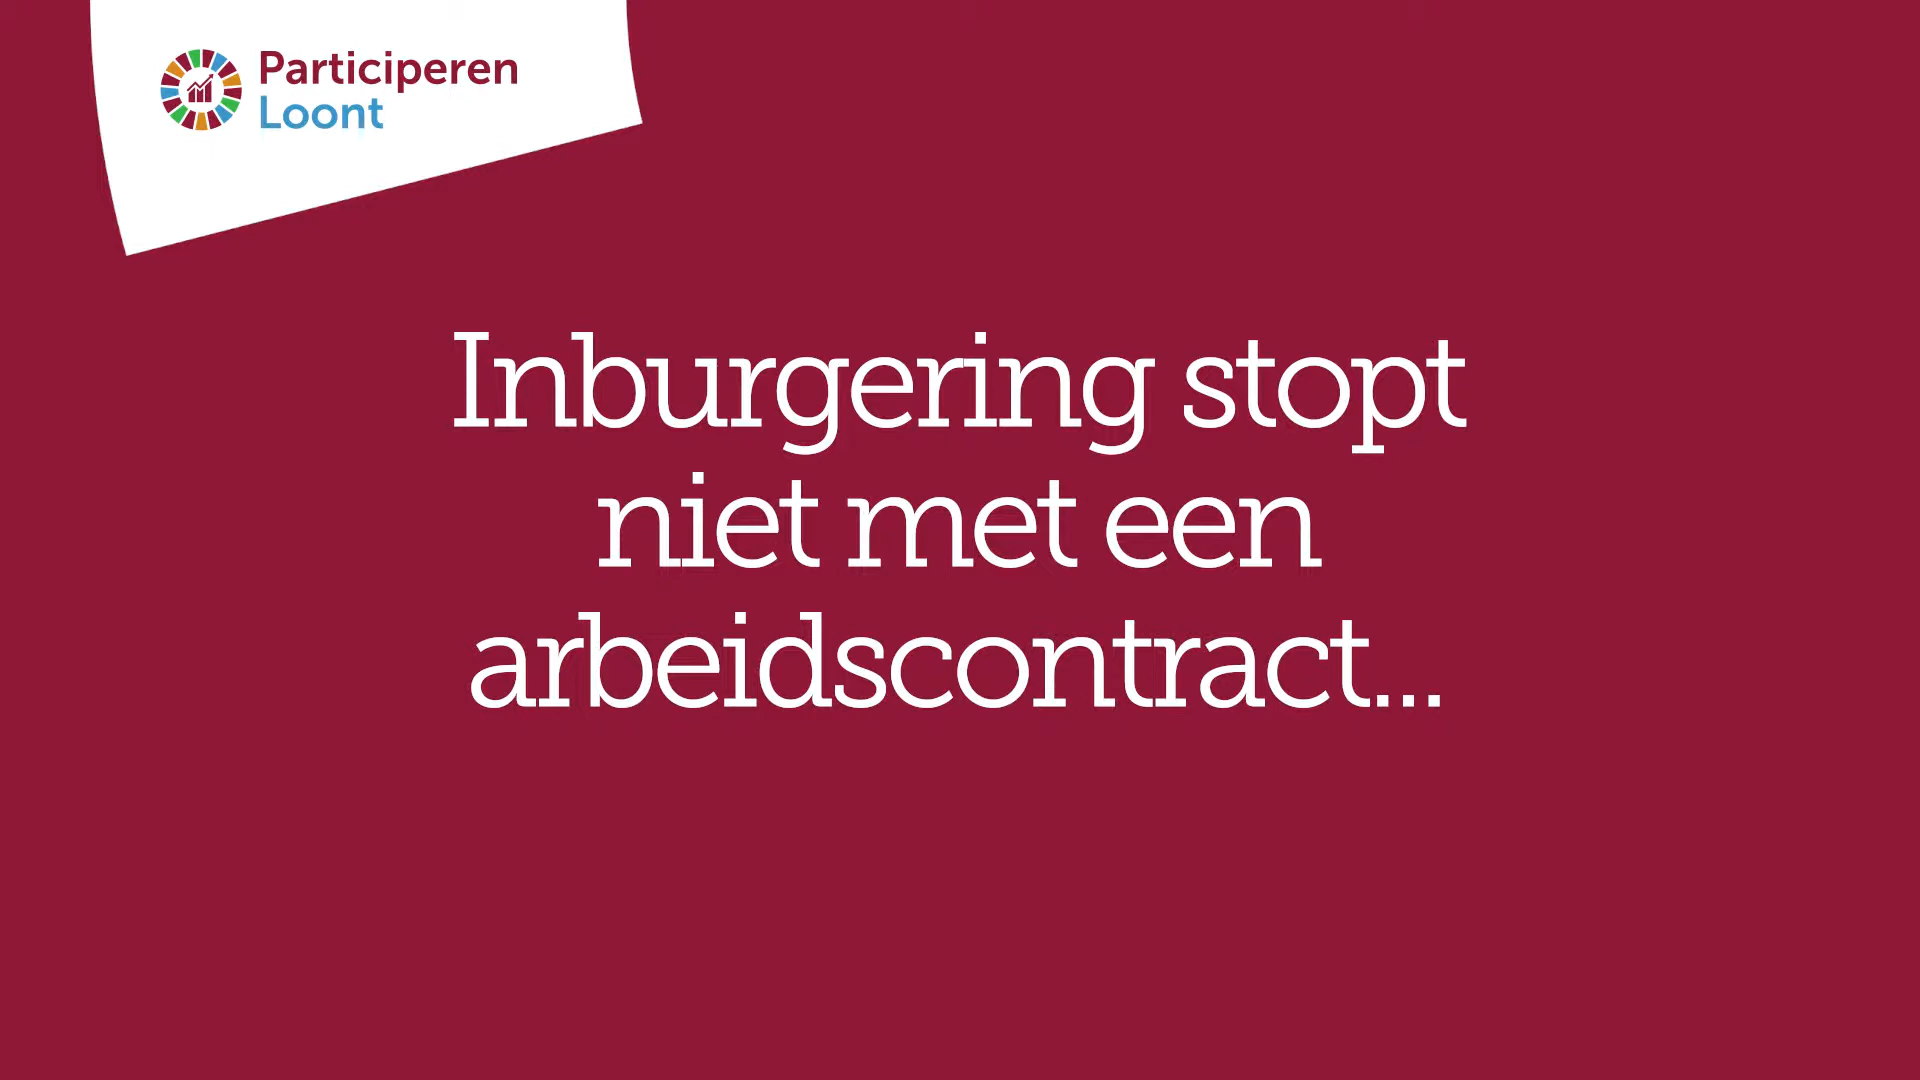 Participeren
Loont
Inburgering stopt
niet met een
arbeidscontract...